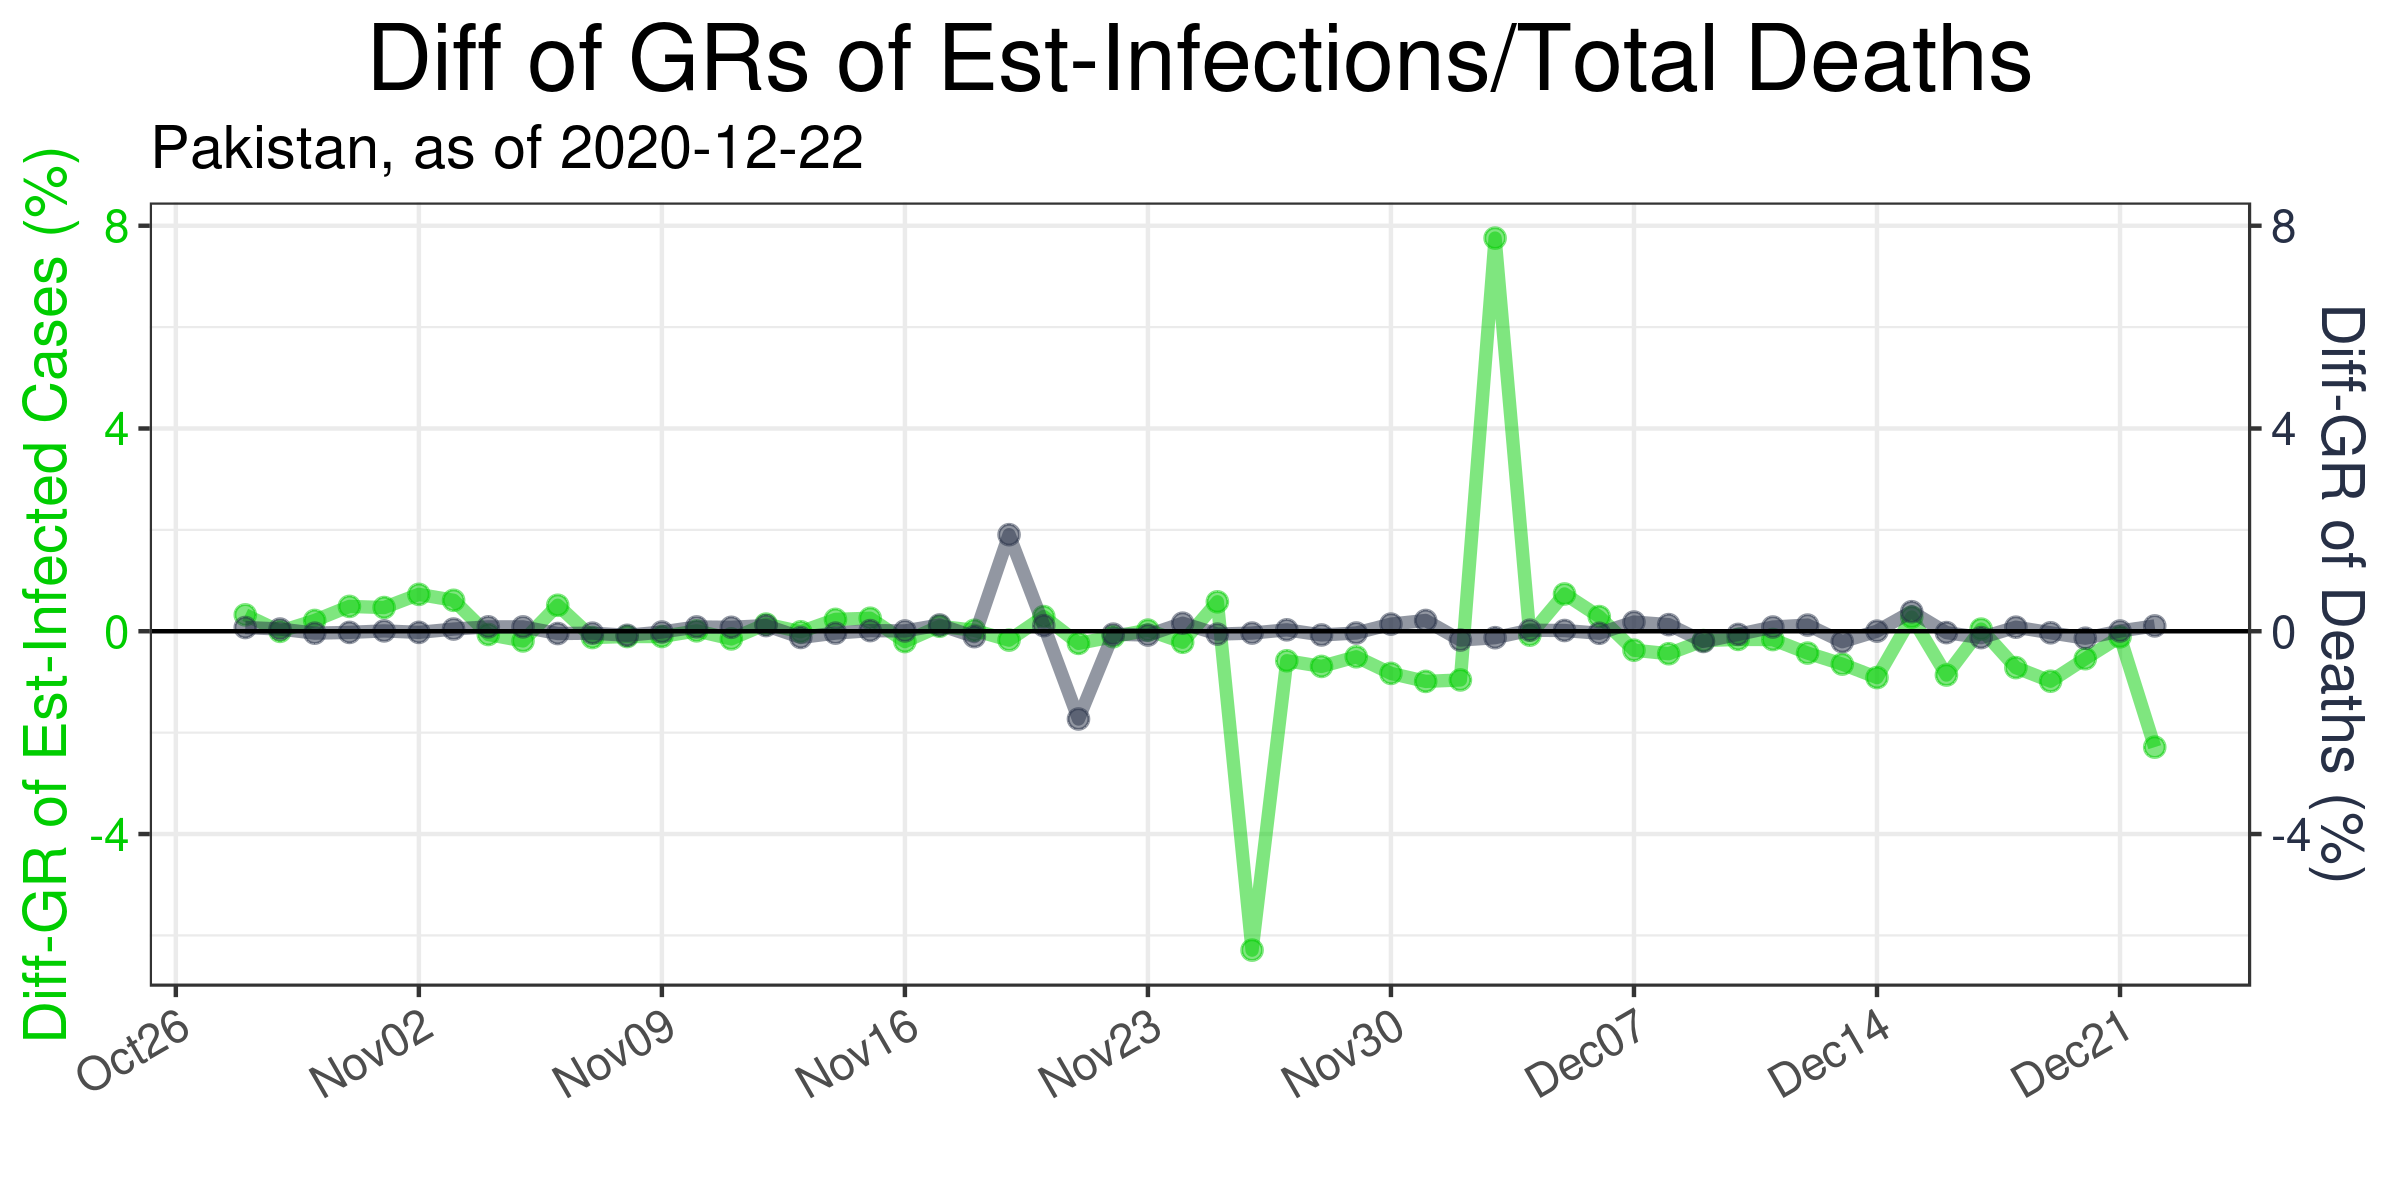 Diff of GRs of Est-Infections/Total Deaths
Pakistan, as of 2020-12-22
Diff-GR of Est-Infected Cases (%)
8
4
0
-4
8
4
0
-4
Diff-GR of Deaths (%)
Oct26
Nov02
Nov09
Nov16
Nov23
Nov30
Dec07
Dec14
Dec21